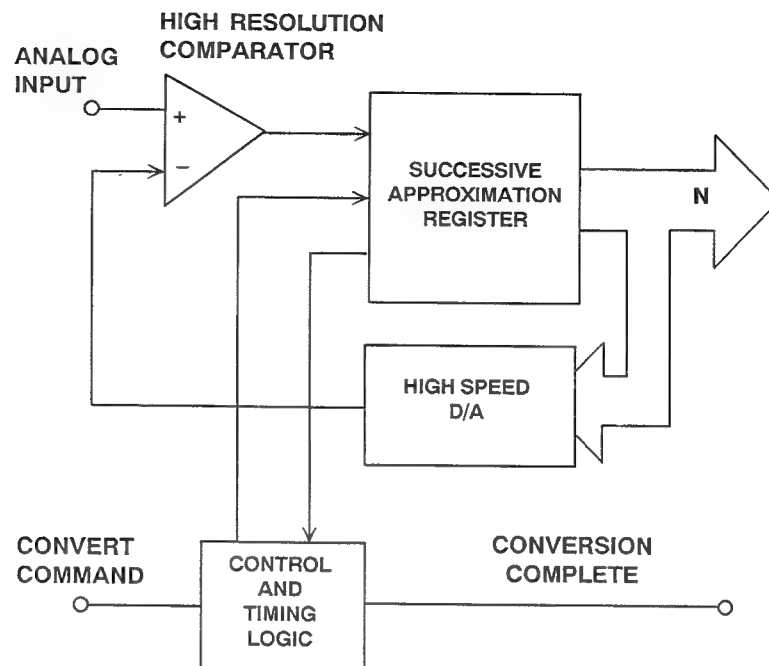 HIGH RESOLUTION
COMPARATOR
ANALOG
INPUT
+
−
SUCCESSIVE
APPROXIMATION
REGISTER
N
HIGH SPEED
D/A
CONVERT
COMMAND
CONTROL
AND
TIMING
LOGIC
CONVERSION
COMPLETE